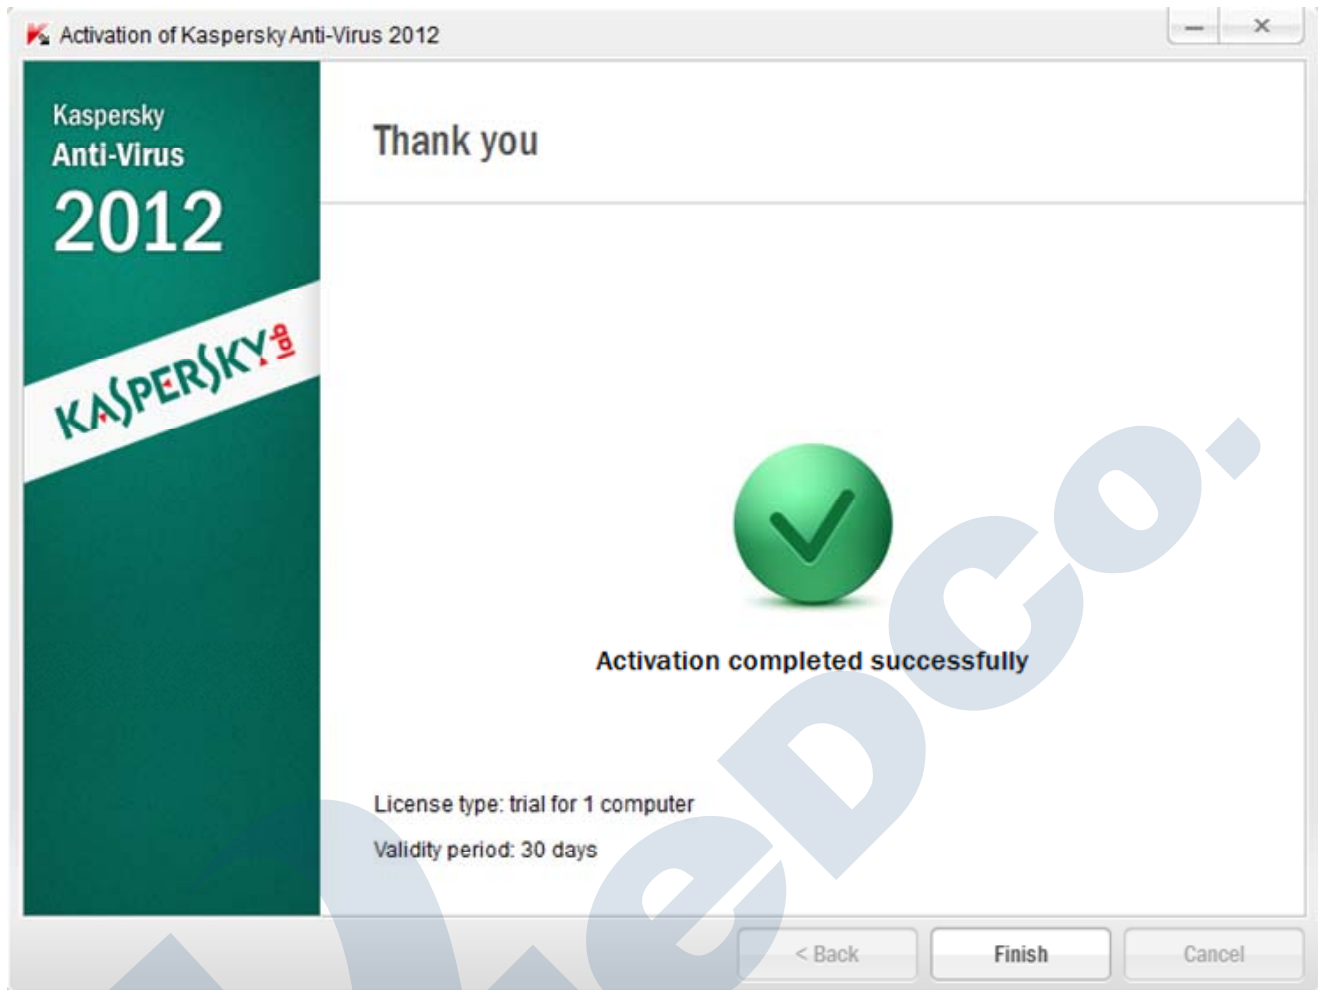 Activation of Kaspersky Anti-Virus 2012
Kaspersky
Anti-Virus
2012
KASPERSKY lab
Thank you
Activation completed successfully
License type: trial for 1 computer
Validity period: 30 days
< Back
Finish
Cancel